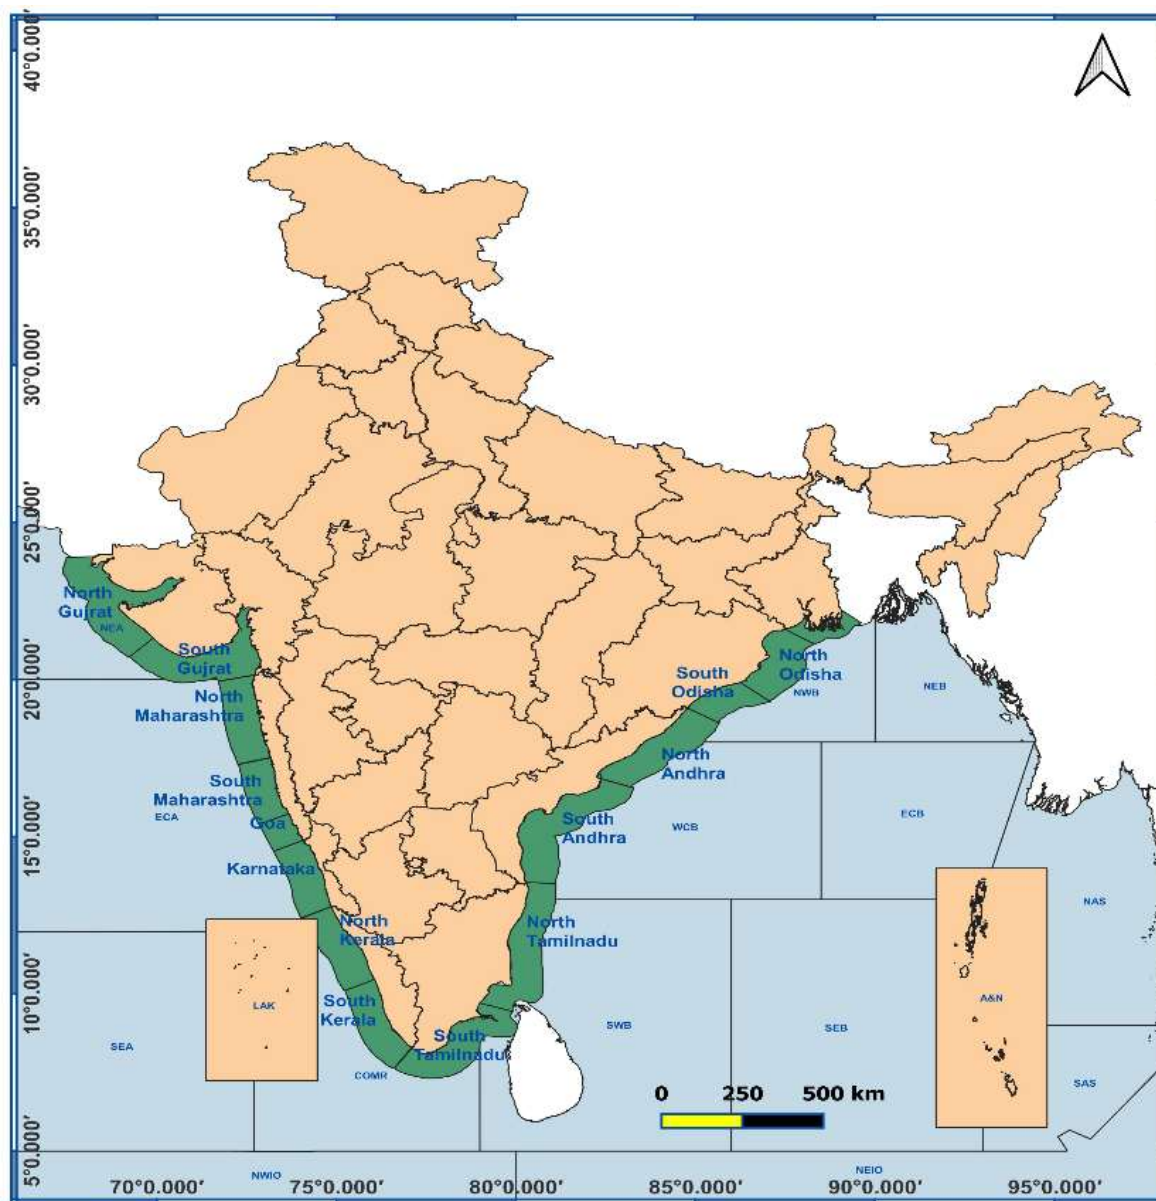 40°0.000'
35°0.000'
30°0.000'
25°0.000'
20°0.000'
15°0.000'
10°0.000'
5°0.000'
North
Gujrat
NEA
South
Gujrat
North
Maharashtra
South
Maharashtra
ECA
Goa
Karnataka
North
Kerala
South
Kerala
LAK
SEA
COMR
South
Tamilnadu
North
Tamilnadu
South
Andhra
North
Andhra
South
Odisha
North
Odisha
NWB
NEB
WCB
ECB
NAS
A&N
SWB
SEB
SAS
0 250 500 km
NWIO
NEIO
70°0.000' 75°0.000' 80°0.000' 85°0.000' 90°0.000' 95°0.000'